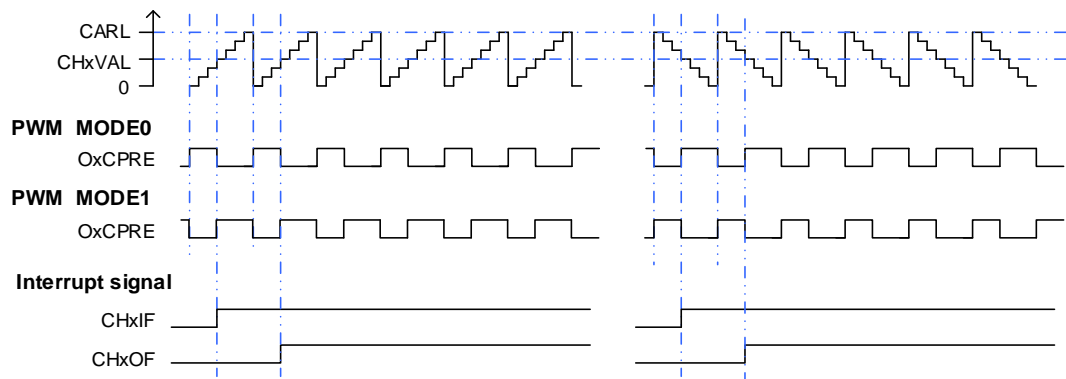 CARL
CHxVAL
0
PWM MODE0
OxCPRE
PWM MODE1
OxCPRE
Interrupt signal
CHxIF
CHxOF